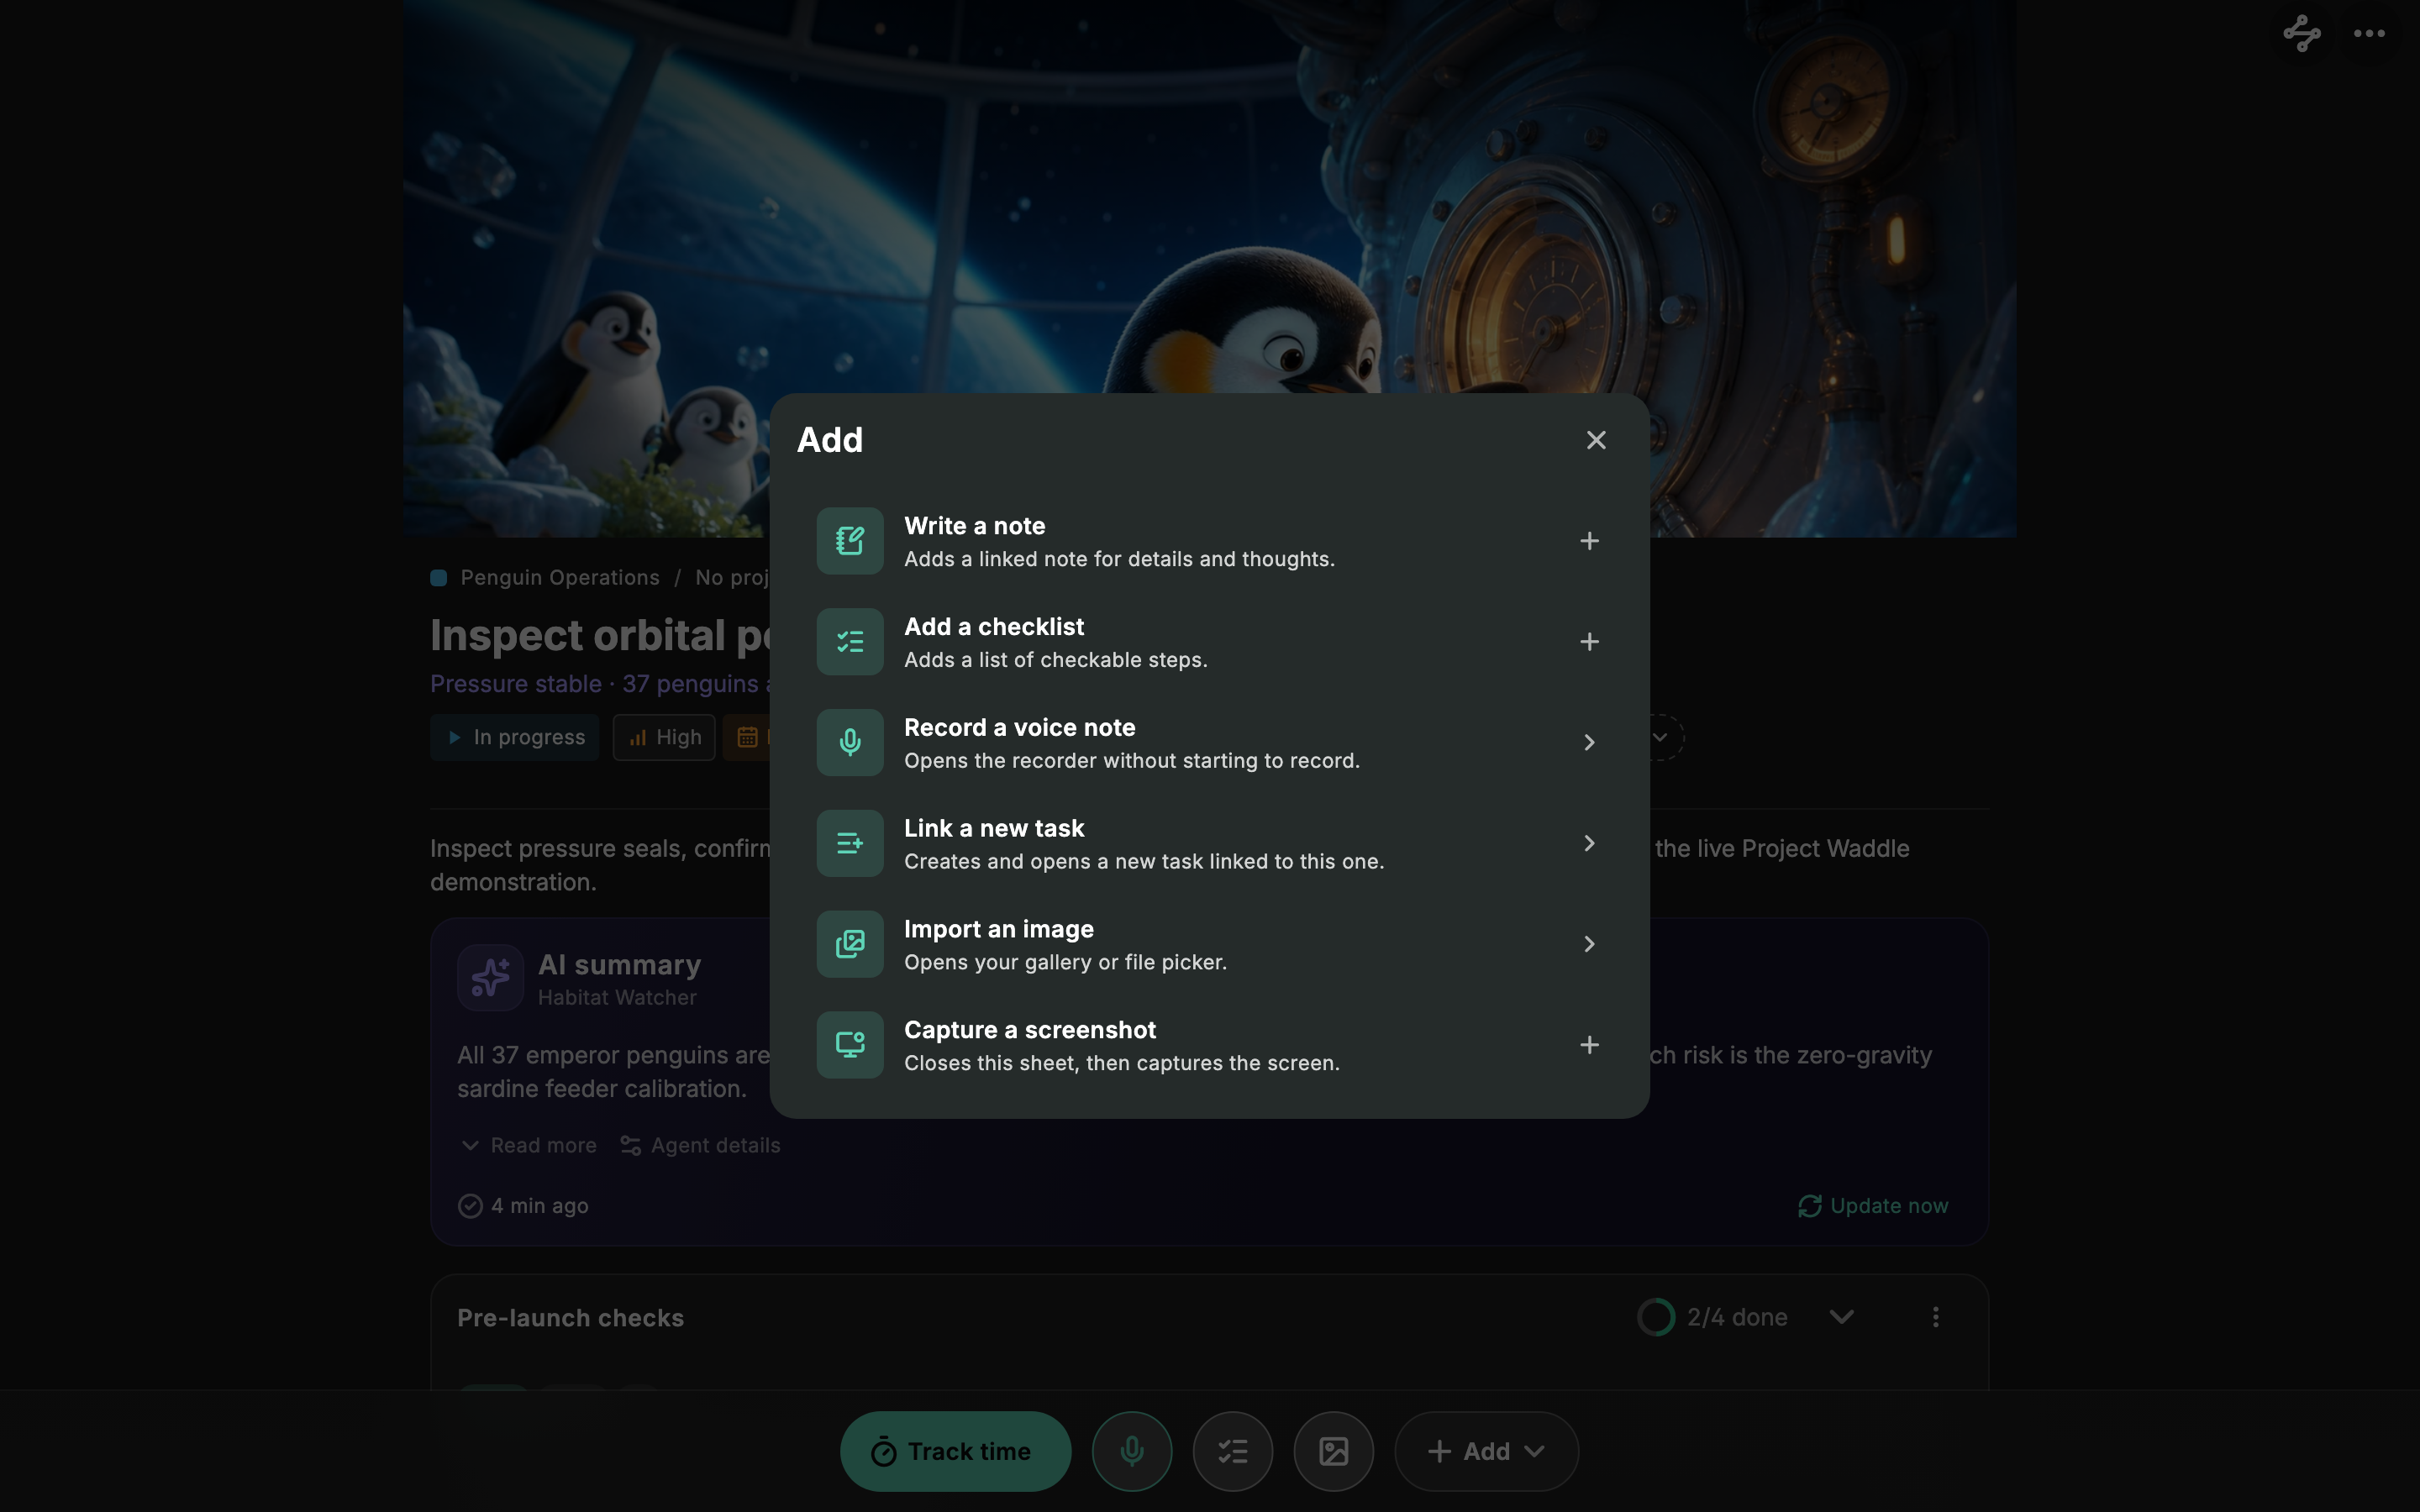 Penguin Operations / No proj
Inspect orbital
Pressure stable · 37 penguins
In progress
High
Inspect pressure seals, confirm
the live Project Waddle
demonstration.
AI summary
Habitat Watcher
All 37 emperor penguins are
risk is the zero-gravity
sardine feeder calibration.
Read more
Agent details
4 min ago
Update now
Pre-launch checks
2/4 done
Add
Write a note
Adds a linked note for details and thoughts.
Add a checklist
Adds a list of checkable steps.
Record a voice note
Opens the recorder without starting to record.
Link a new task
Creates and opens a new task linked to this one.
Import an image
Opens your gallery or file picker.
Capture a screenshot
Closes this sheet, then captures the screen.
Track time
Add